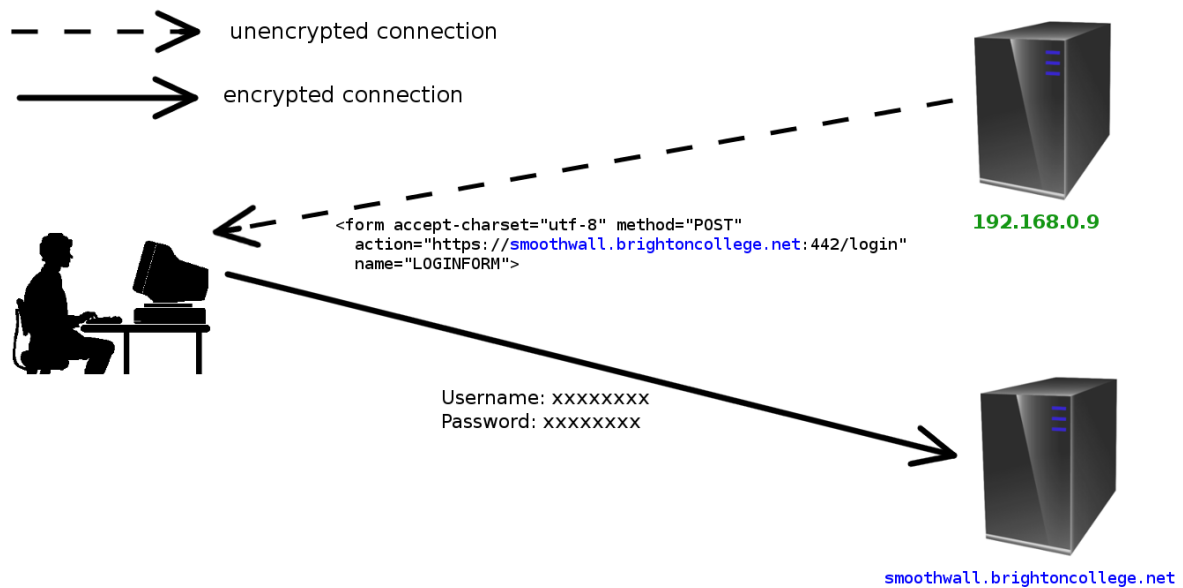 unencrypted connection
encrypted connection
<form accept-charset="utf-8" method="POST"
action="https://smoothwall.brightoncollege.net:442/login"
name="LOGINFORM">
192.168.0.9
Username: xxxxxxxx
Password: xxxxxxxx
smoothwall.brightoncollege.net